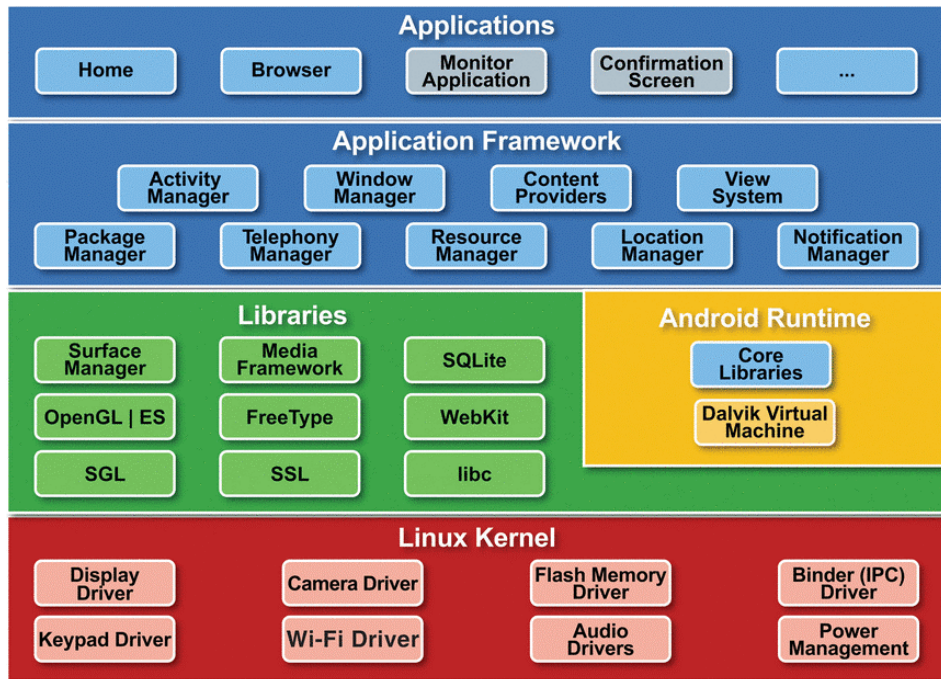 Applications
Home
Browser
Monitor
Application
Confirmation
Screen
...
Application Framework
Activity
Manager
Window
Manager
Content
Providers
View
System
Package
Manager
Telephony
Manager
Resource
Manager
Location
Manager
Notification
Manager
Libraries
Surface
Manager
Media
Framework
SQLite
OpenGL | ES
FreeType
WebKit
SGL
SSL
libc
Android Runtime
Core
Libraries
Dalvik Virtual
Machine
Linux Kernel
Display
Driver
Camera Driver
Flash Memory
Driver
Binder (IPC)
Driver
Keypad Driver
Wi-Fi Driver
Audio
Drivers
Power
Management